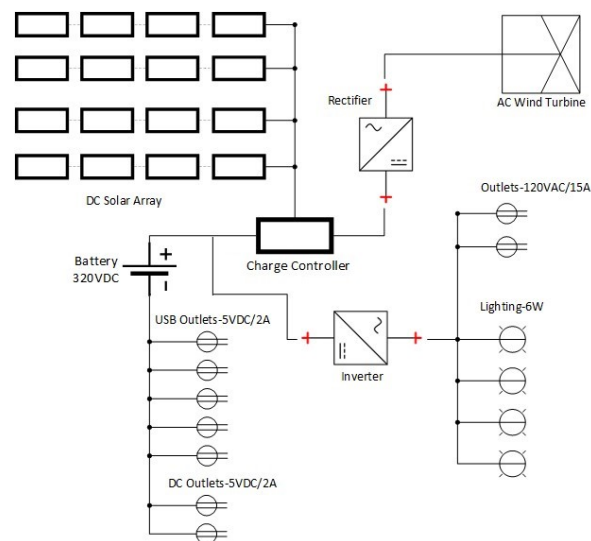 Rectifier
AC Wind Turbine
DC Solar Array
Outlets-120VAC/15A
Charge Controller
Battery
320VDC
+
USB Outlets-5VDC/2A
Lighting-6W
Inverter
DC Outlets-5VDC/2A